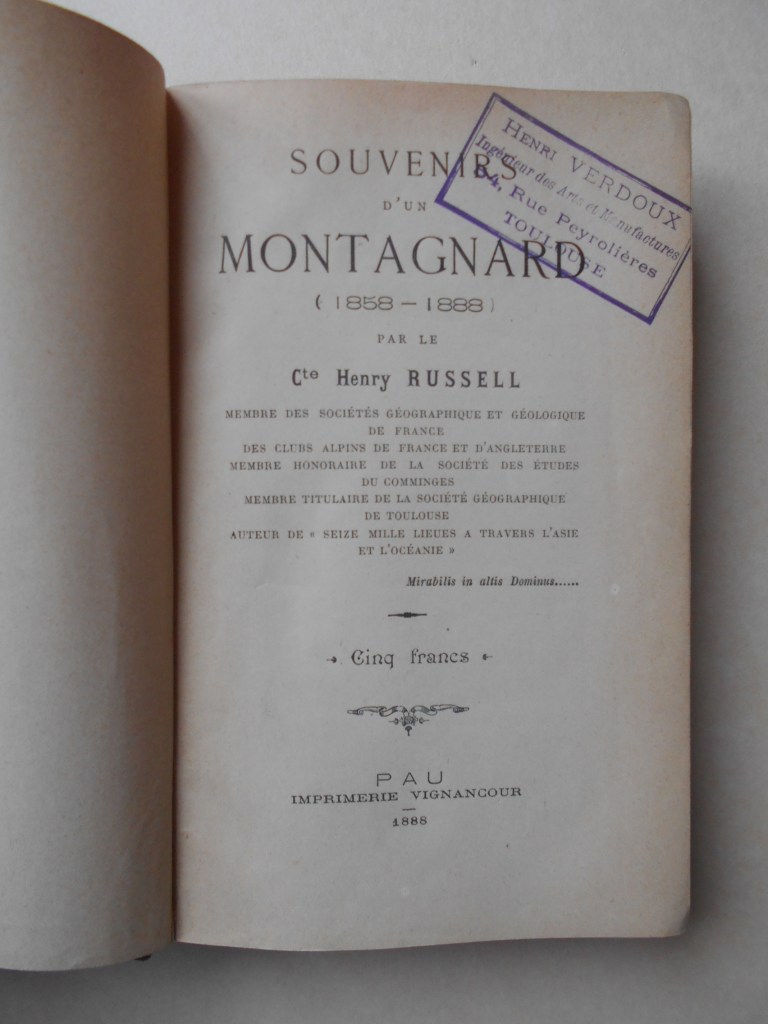 SOUVENIRS
D'UN
MONTAGNARD
( 1858 – 1888 )
PAR LE
Cte Henry RUSSELL
MEMBRE DES SOCIÉTÉS GÉOGRAPHIQUE ET GÉOLOGIQUE
DE FRANCE
DES CLUBS ALPINS DE FRANCE ET D'ANGLETERRE
MEMBRE HONORAIRE DE LA SOCIÉTÉ DES ÉTUDES
DU COMMINGES
MEMBRE TITULAIRE DE LA SOCIÉTÉ GÉOGRAPHIQUE
DE TOULOUSE
AUTEUR DE « SEIZE MILLE LIEUES A TRAVERS L'ASIE
ET L'OCÉANIE »
Mirabilis in altis Dominus......
Cinq francs
PAU
IMPRIMERIE VIGNANCOUR
1888
HENRI VERDOUX
Ingénieur des Arts et Manufactures
54, Rue Peyrolières
TOULOUSE